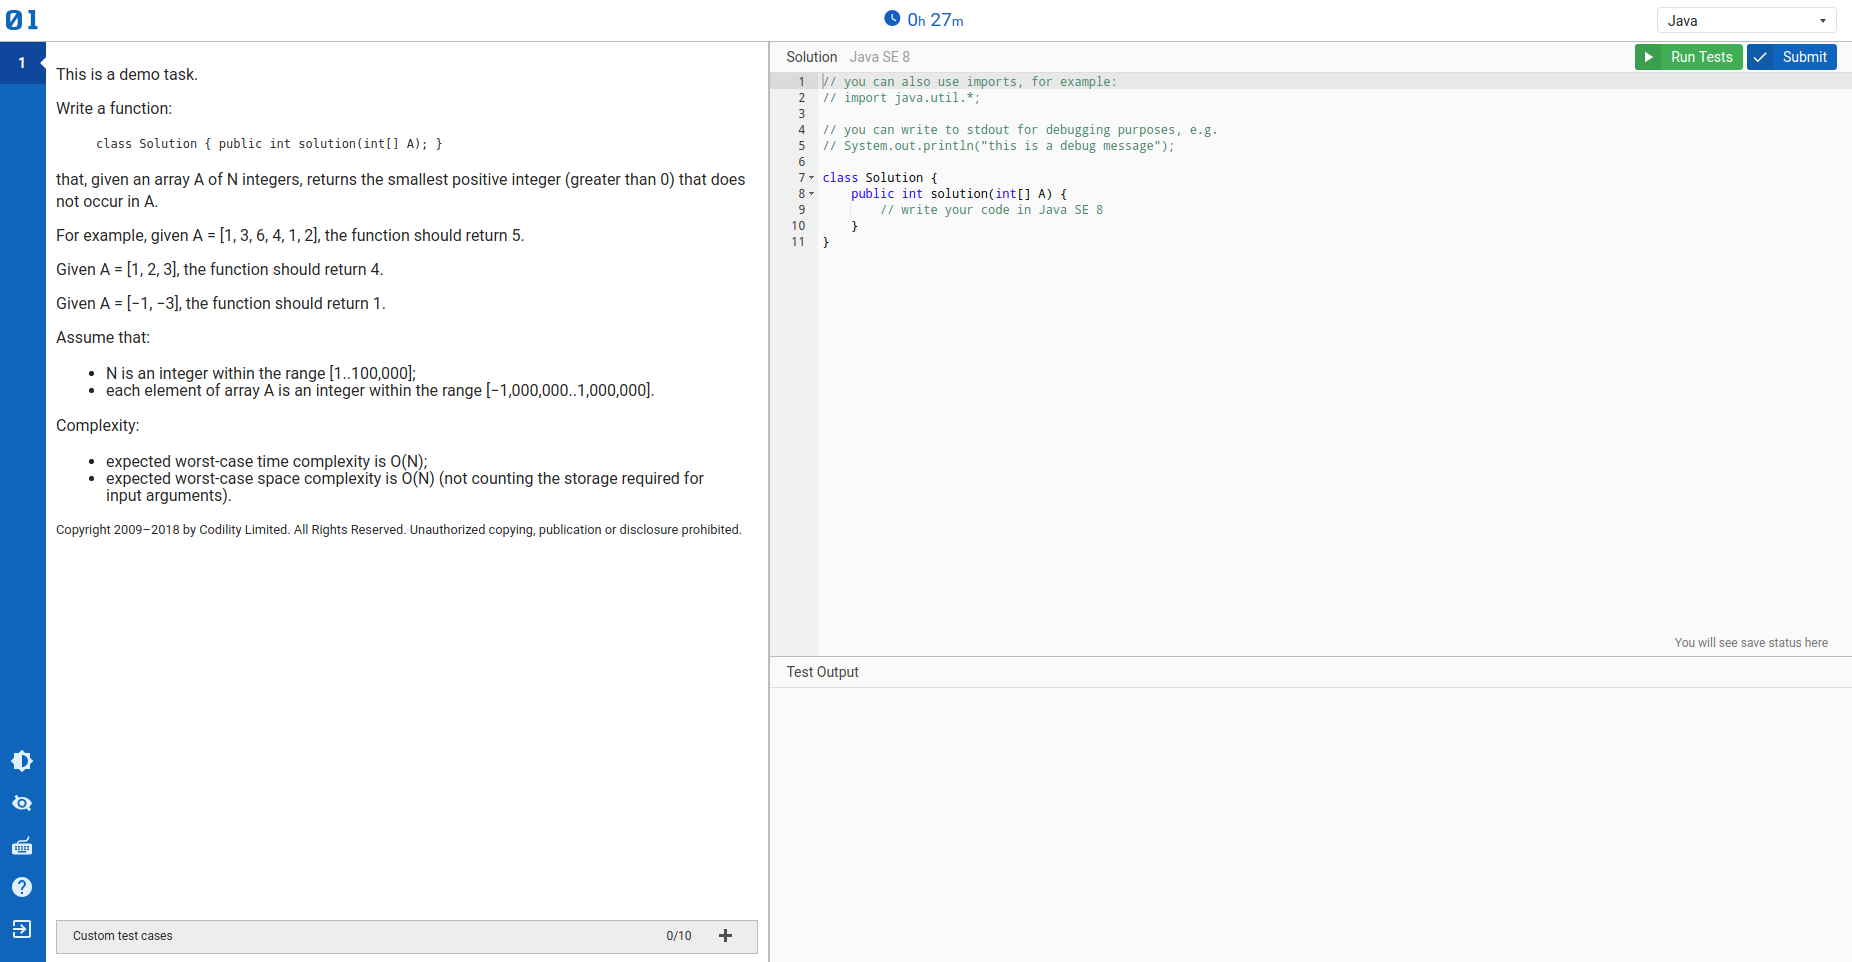 01
0h 27m
Java
1
This is a demo task.
Write a function:
class Solution { public int solution(int[] A); }
that, given an array A of N integers, returns the smallest positive integer (greater than 0) that does
not occur in A.
For example, given A = [1, 3, 6, 4, 1, 2], the function should return 5.
Given A = [1, 2, 3], the function should return 4.
Given A = [−1, −3], the function should return 1.
Assume that:
• N is an integer within the range [1..100,000];
• each element of array A is an integer within the range [−1,000,000..1,000,000].
Complexity:
• expected worst-case time complexity is O(N);
• expected worst-case space complexity is O(N) (not counting the storage required for
input arguments).
Copyright 2009–2018 by Codility Limited. All Rights Reserved. Unauthorized copying, publication or disclosure prohibited.
Custom test cases 0/10 +
Solution Java SE 8
Run Tests
Submit
1 // you can also use imports, for example:
2 // import java.util.*;
3
4 // you can write to stdout for debugging purposes, e.g.
5 // System.out.println("this is a debug message");
6
7 class Solution {
8 public int solution(int[] A) {
9 // write your code in Java SE 8
10 }
11 }
You will see save status here
Test Output